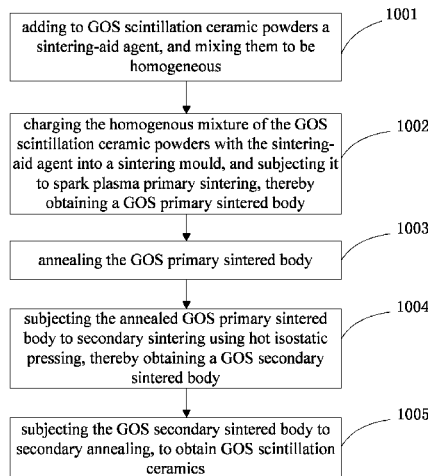 adding to GOS scintillation ceramic powders a
sintering-aid agent, and mixing them to be
homogeneous
1001
charging the homogenous mixture of the GOS
scintillation ceramic powders with the sintering-
aid agent into a sintering mould, and subjecting it
to spark plasma primary sintering, thereby
obtaining a GOS primary sintered body
1002
annealing the GOS primary sintered body
1003
subjecting the annealed GOS primary sintered
body to secondary sintering using hot isostatic
pressing, thereby obtaining a GOS secondary
sintered body
1004
subjecting the GOS secondary sintered body to
secondary annealing, to obtain GOS scintillation
ceramics
1005